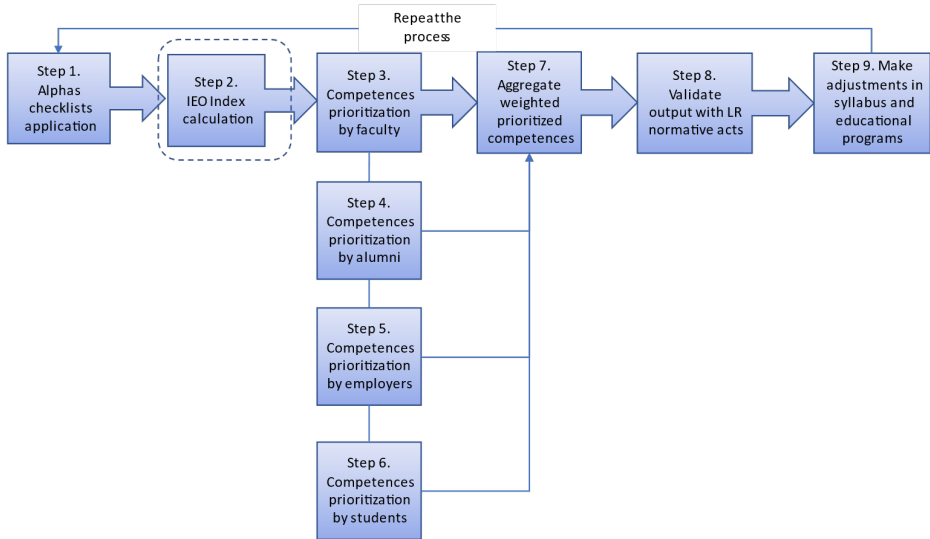 Repeatthe
process
Step 1.
Alphas
checklists
application
Step 2.
IEO Index
calculation
Step 3.
Competences
prioritization
by faculty
Step 7.
Aggregate
weighted
prioritized
competences
Step 8.
Validate
output with LR
normative acts
Step 9. Make
adjustments in
syllabus and
educational
programs
Step 4.
Competences
prioritization
by alumni
Step 5.
Competences
prioritization
by employers
Step 6.
Competences
prioritization
by students